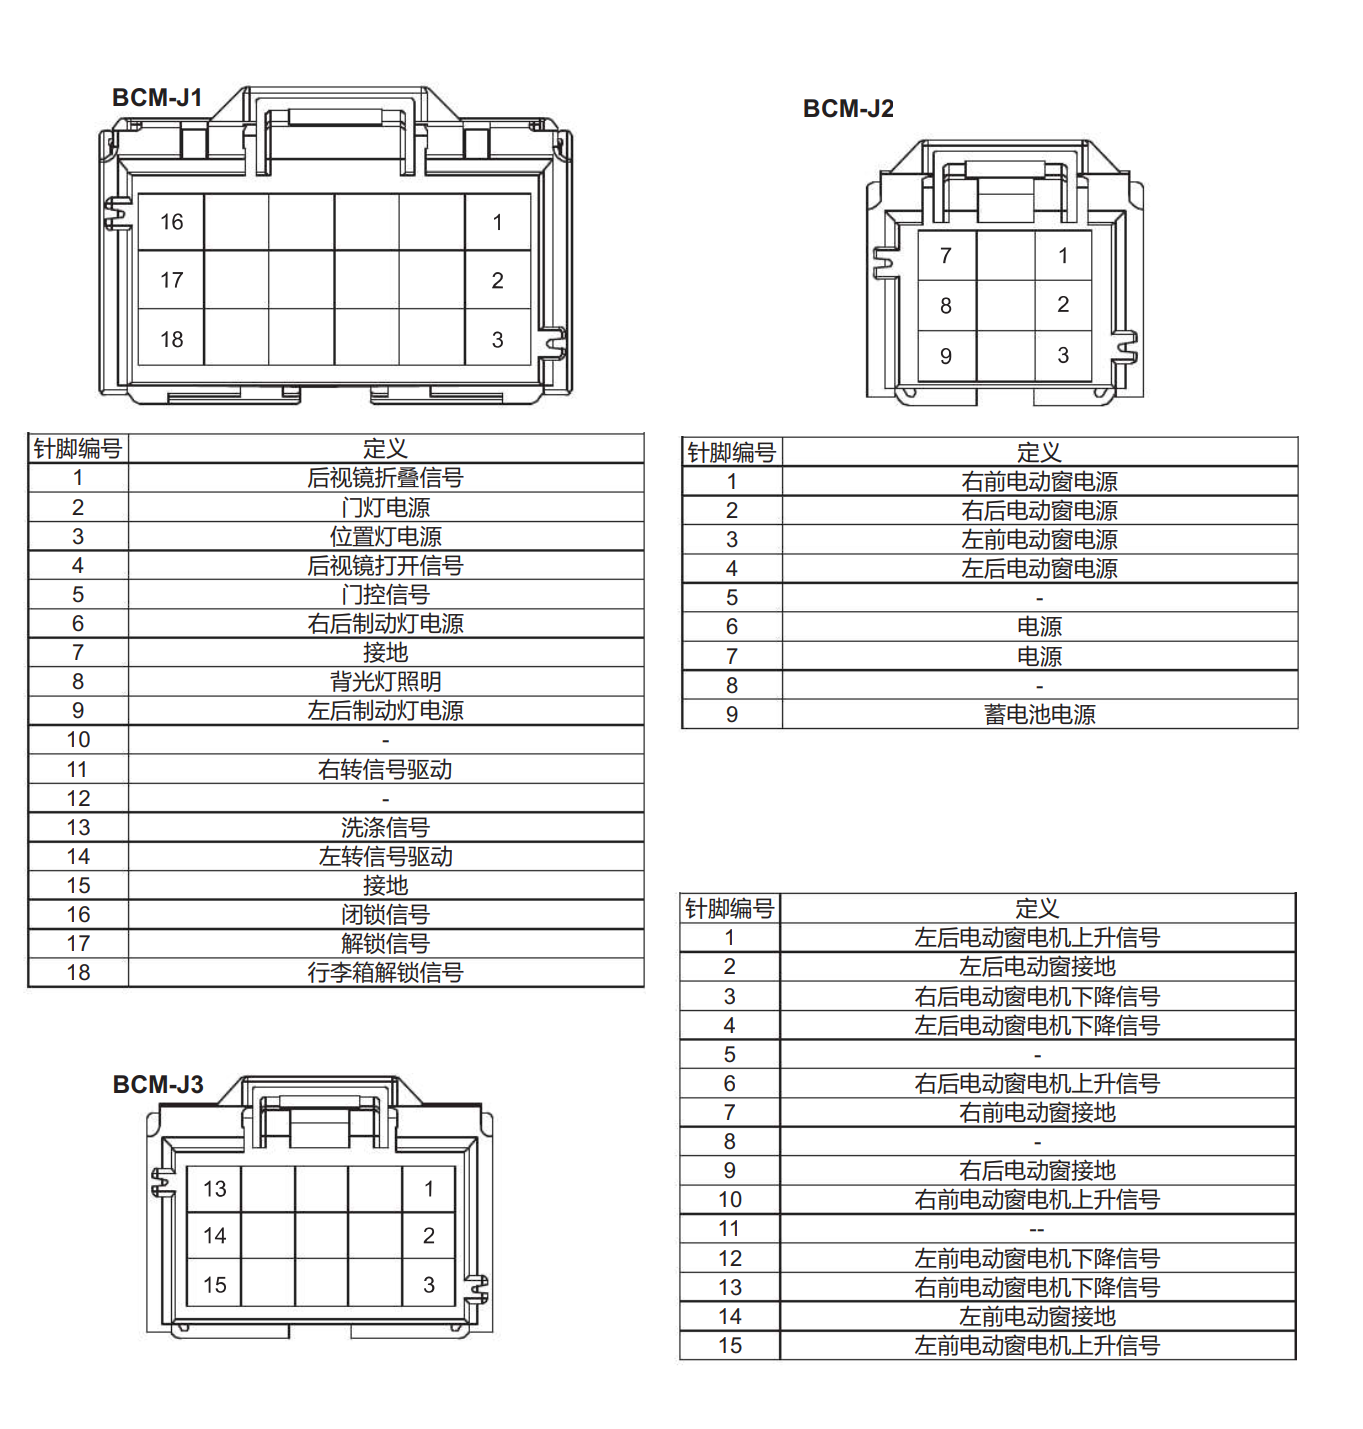 BCM-J1
16 1
17 2
18 3
针脚编号 定义
1 后视镜折叠信号
2 门灯电源
3 位置灯电源
4 后视镜打开信号
5 门控信号
6 右后制动灯电源
7 接地
8 背光灯照明
9 左后制动灯电源
10 -
11 右转信号驱动
12 -
13 洗涤信号
14 左转信号驱动
15 接地
16 闭锁信号
17 解锁信号
18 行李箱解锁信号
BCM-J2
7 1
8 2
9 3
针脚编号 定义
1 右前电动窗电源
2 右后电动窗电源
3 左前电动窗电源
4 左后电动窗电源
5 -
6 电源
7 电源
8 -
9 蓄电池电源
BCM-J3
13 1
14 2
15 3
针脚编号 定义
1 左后电动窗电机上升信号
2 左后电动窗接地
3 右后电动窗电机下降信号
4 左后电动窗电机下降信号
5 -
6 右后电动窗电机上升信号
7 右前电动窗接地
8 -
9 右后电动窗接地
10 右前电动窗电机上升信号
11 --
12 左前电动窗电机下降信号
13 右前电动窗电机下降信号
14 左前电动窗接地
15 左前电动窗电机上升信号